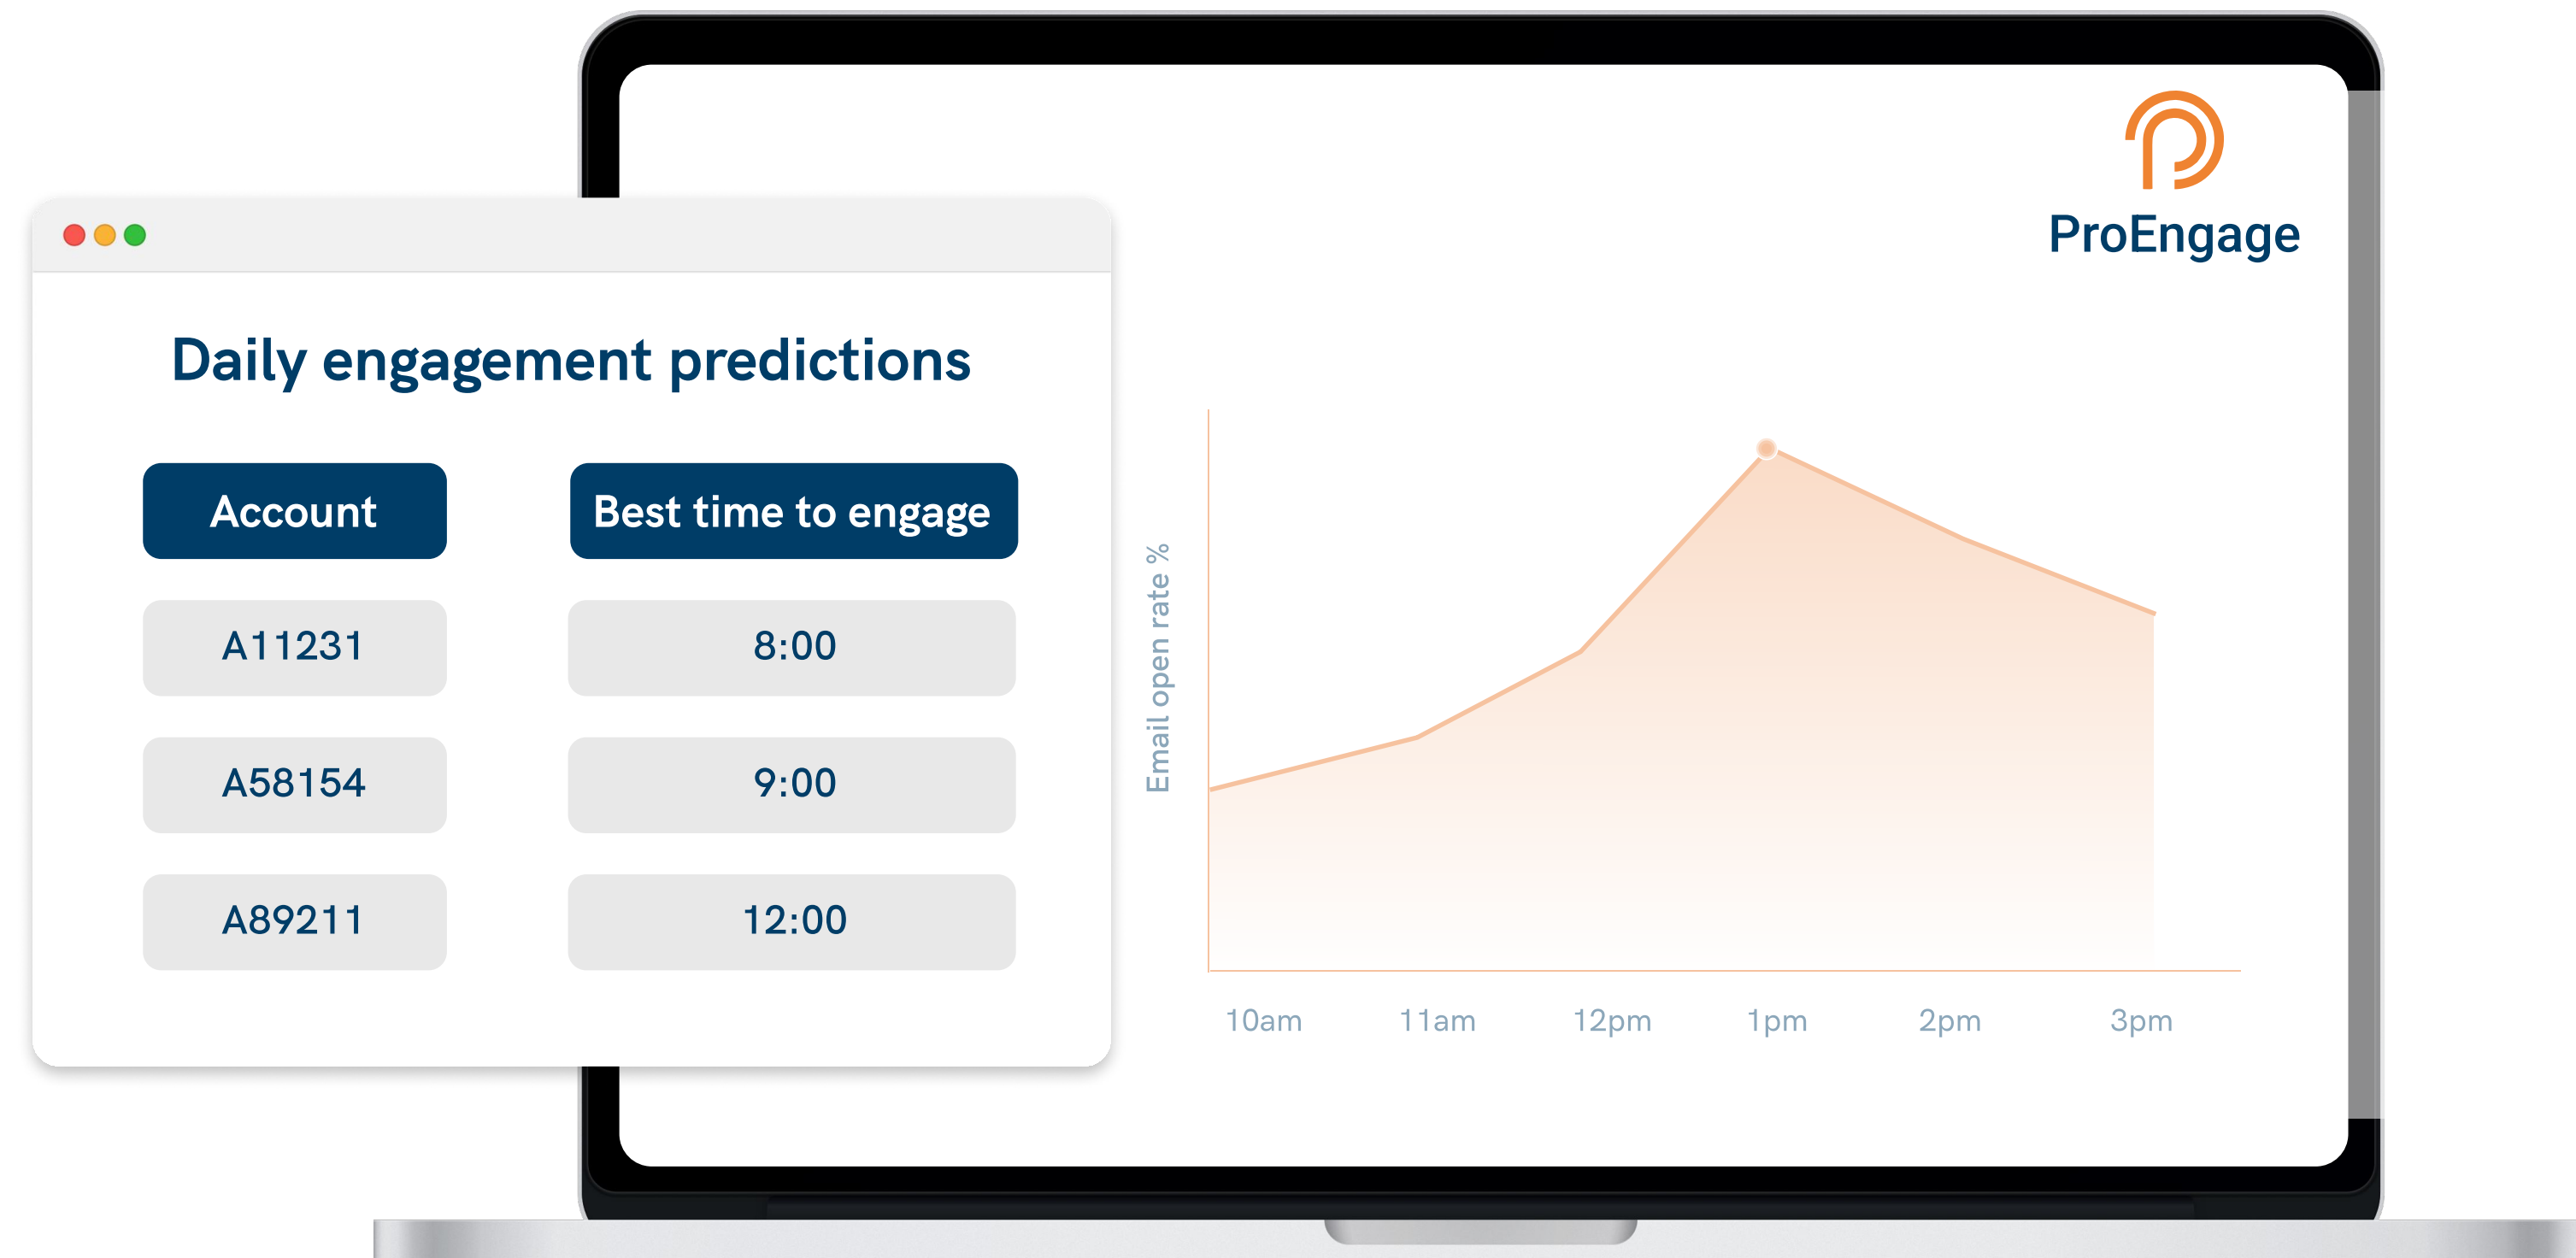 ProEngage
Daily engagement predictions
Account Best time to engage
A11231 8:00
A58154 9:00
A89211 12:00
Email open rate %
10am 11am 12pm 1pm 2pm 3pm